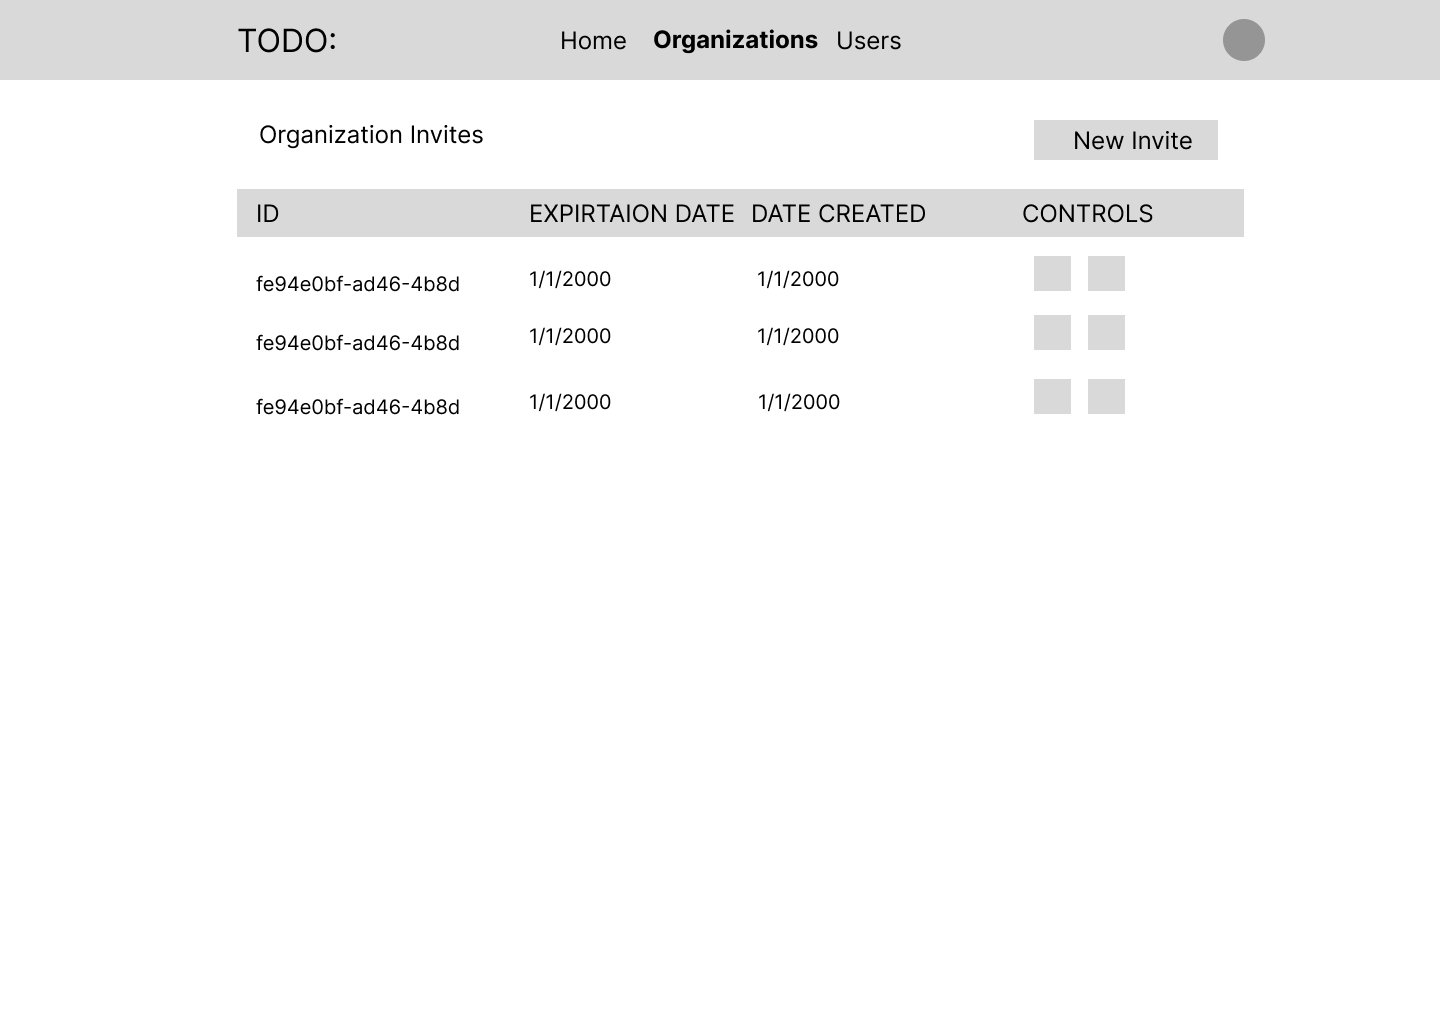 TODO:
Home Organizations Users
Organization Invites
New Invite
ID EXPIRTAION DATE DATE CREATED CONTROLS
fe94e0bf-ad46-4b8d 1/1/2000 1/1/2000
fe94e0bf-ad46-4b8d 1/1/2000 1/1/2000
fe94e0bf-ad46-4b8d 1/1/2000 1/1/2000